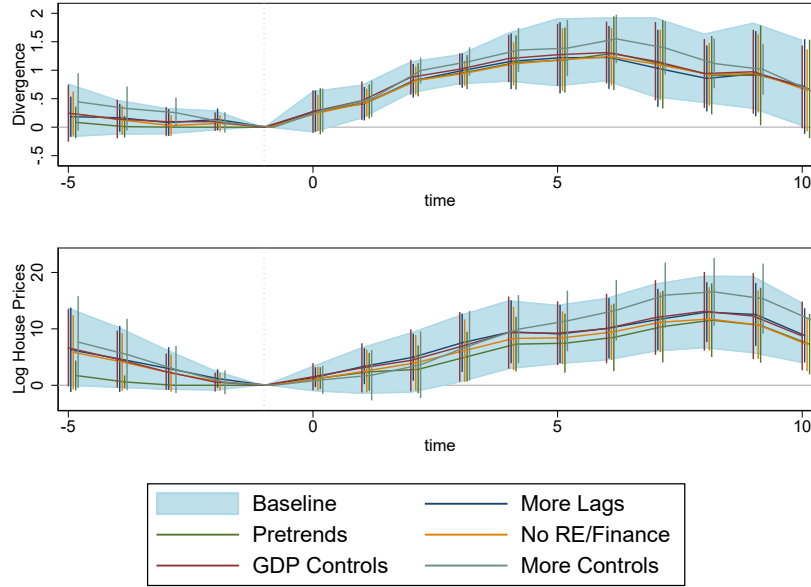 2
1.5
1
.5
0
-.5
Divergence
-5
0
5
10
time
20
10
0
Log House Prices
-5
0
5
10
time
Baseline
More Lags
Pretrends
No RE/Finance
GDP Controls
More Controls